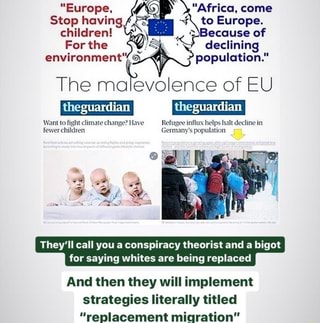 "Europe,
Stop having
children!
For the
environment"
"Africa, come
to Europe.
Because of
declining
population."
The malevolence of EU
theguardian
Want to fight climate change? Have
fewer children
theguardian
Refugee influx helps halt decline in
Germany's population
They'll call you a conspiracy theorist and a bigot
for saying whites are being replaced
And then they will implement
strategies literally titled
"replacement migration"